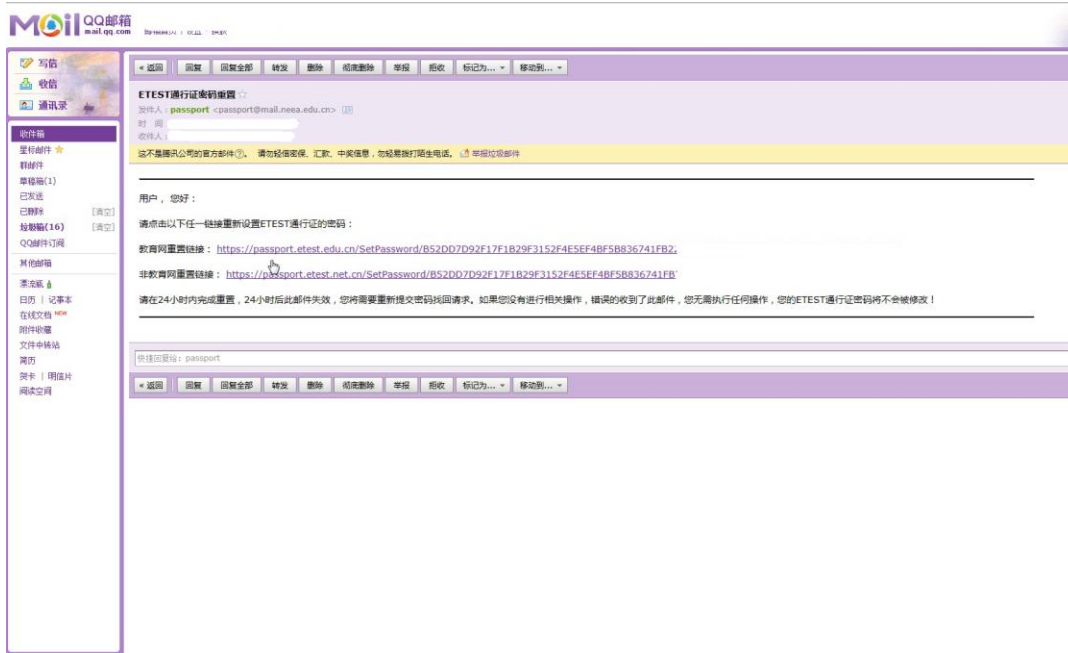 MOil QQ邮箱
mail.qq.com
写信
收信
通讯录
收件箱
星标邮件
群邮件
草稿箱(1)
已发送
已删除 [清空]
垃圾箱(16) [清空]
QQ邮件订阅
其他邮箱
漂流瓶
日历 | 记事本
在线文档 NEW
附件收藏
文件中转站
简历
贺卡 | 明信片
阅读空间
« 返回 回复 回复全部 转发 删除 彻底删除 举报 拒收 标记为... 移动到...
ETEST通行证密码重置
发件人：passport <passport@mail.neea.edu.cn>
时 间
收件人：
这不是腾讯公司的官方邮件?。 请勿轻信密保、汇款、中奖信息，勿轻易拨打陌生电话。 举报垃圾邮件
用户，您好：
请点击以下任一链接重新设置ETEST通行证的密码：
教育网重置链接：https://passport.etest.edu.cn/SetPassword/B52DD7D92F17F1B29F3152F4E5EF4BF5B836741FB2
非教育网重置链接：https://passport.etest.net.cn/SetPassword/B52DD7D92F17F1B29F3152F4E5EF4BF5B836741FB
请在24小时内完成重置，24小时后此邮件失效，您将需要重新提交密码找回请求。如果您没有进行相关操作，错误的收到了此邮件，您无需执行任何操作，您的ETEST通行证密码将不会被修改！
快捷回复给：passport
« 返回 回复 回复全部 转发 删除 彻底删除 举报 拒收 标记为... 移动到...